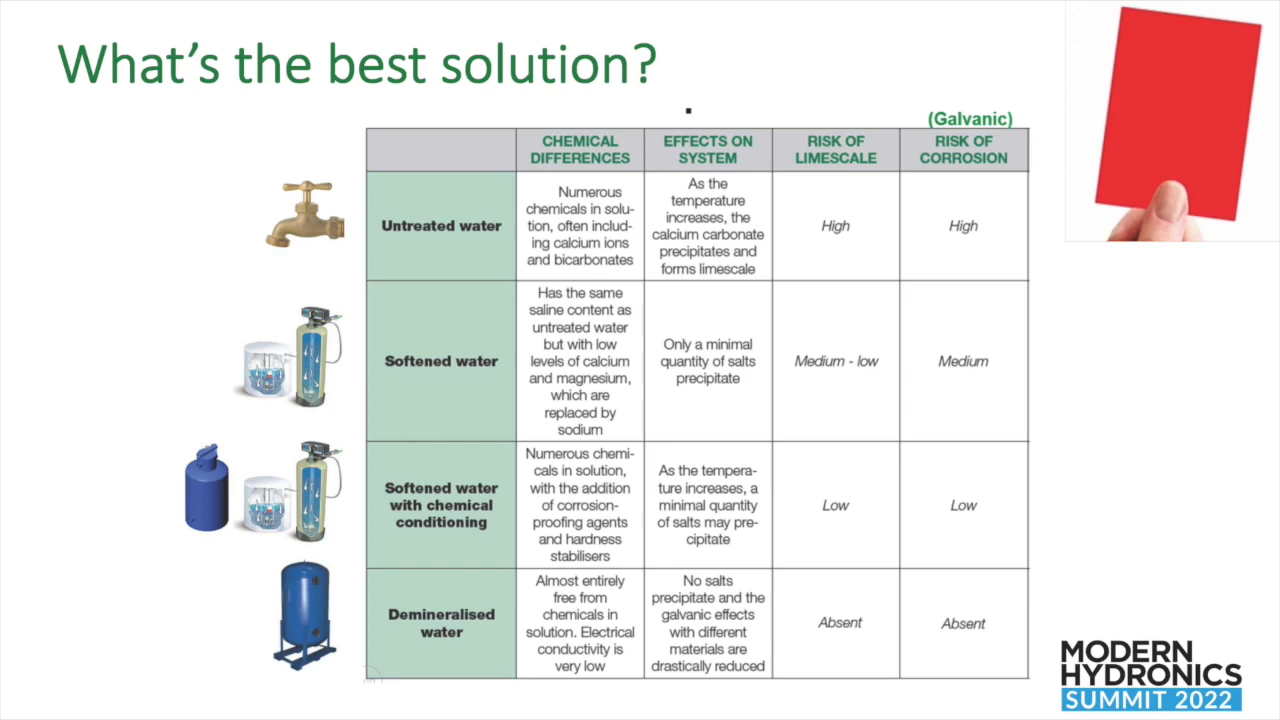 What's the best solution?
(Galvanic)
CHEMICAL
DIFFERENCES
EFFECTS ON
SYSTEM
RISK OF
LIMESCALE
RISK OF
CORROSION
Untreated water
Numerous
chemicals in solu-
tion, often includ-
ing calcium ions
and bicarbonates
As the
temperature
increases, the
calcium carbonate
precipitates and
forms limescale
High
High
Softened water
Has the same
saline content as
untreated water
but with low
levels of calcium
and magnesium,
which are
replaced by
sodium
Only a minimal
quantity of salts
precipitate
Medium - low
Medium
Softened water
with chemical
conditioning
Numerous chemi-
cals in solution,
with the addition
of corrosion-
proofing agents
and hardness
stabilisers
As the tempera-
ture increases, a
minimal quantity
of salts may pre-
cipitate
Low
Low
Demineralised
water
Almost entirely
free from
chemicals in
solution. Electrical
conductivity is
very low
No salts
precipitate and the
galvanic effects
with different
materials are
drastically reduced
Absent
Absent
MODERN
HYDRONICS
SUMMIT 2022